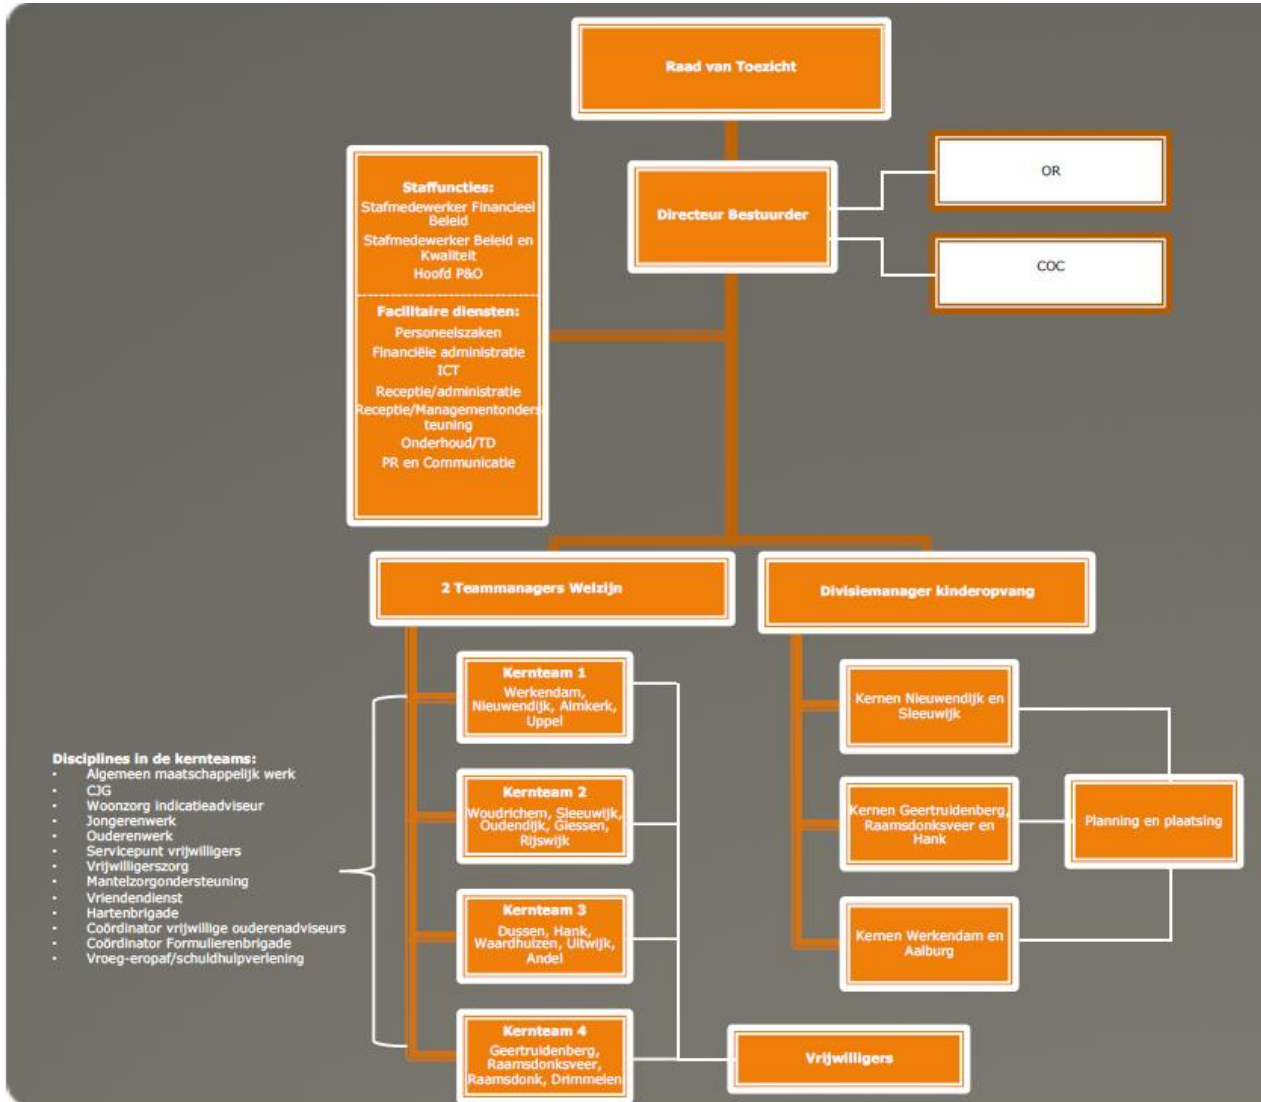 Raad van Toezicht
Directeur Bestuurder
OR
COC
Staffuncties:
Stafmedewerker Financieel
Beleid
Stafmedewerker Beleid en
Kwaliteit
Hoofd P&O
Facilitaire diensten:
Personeelszaken
Financiële administratie
ICT
Receptie/administratie
Receptie/Managementonders
teuning
Onderhoud/TD
PR en Communicatie
2 Teammanagers Welzijn
Divisiemanager kinderopvang
Kernteam 1
Werkendam,
Nieuwendijk, Almkerk,
Uppel
Kernteam 2
Woudrichem, Sleeuwijk,
Oudendijk, Giessen,
Rijswijk
Kernteam 3
Dussen, Hank,
Waardhuizen, Uitwijk,
Andel
Kernteam 4
Geertruidenberg,
Raamsdonksveer,
Raamsdonk, Drimmelen
Kernen Nieuwendijk en
Sleeuwijk
Kernen Geertruidenberg,
Raamsdonksveer en
Hank
Kernen Werkendam en
Aalburg
Planning en plaatsing
Vrijwilligers
Disciplines in de kernteams:
• Algemeen maatschappelijk werk
• CJG
• Woonzorg indicatieadviseur
• Jongerenwerk
• Ouderenwerk
• Servicepunt vrijwilligers
• Vrijwilligerszorg
• Mantelzorgondersteuning
• Vriendendienst
• Hartenbrigade
• Coördinator vrijwillige ouderenadviseurs
• Coördinator Formulierenbrigade
• Vroeg-eropaf/schuldhulpverlening